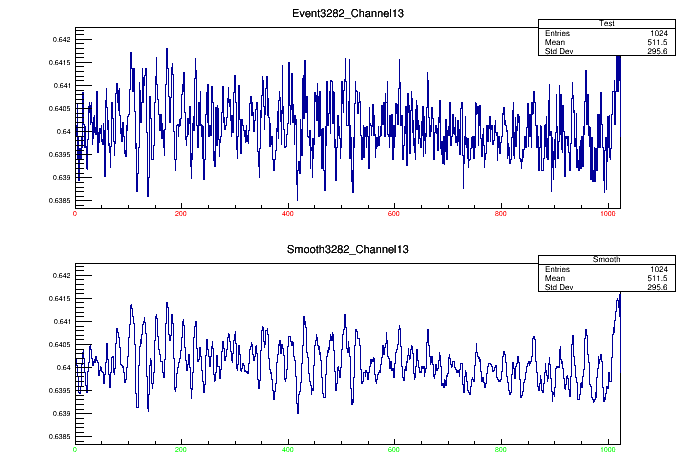 Event3282_Channel13
Test
Entries 1024
Mean 511.5
Std Dev 295.6
0.642
0.6415
0.641
0.6405
0.64
0.6395
0.639
0.6385
0 200 400 600 800 1000
Smooth3282_Channel13
Smooth
Entries 1024
Mean 511.5
Std Dev 295.6
0.642
0.6415
0.641
0.6405
0.64
0.6395
0.639
0.6385
0 200 400 600 800 1000